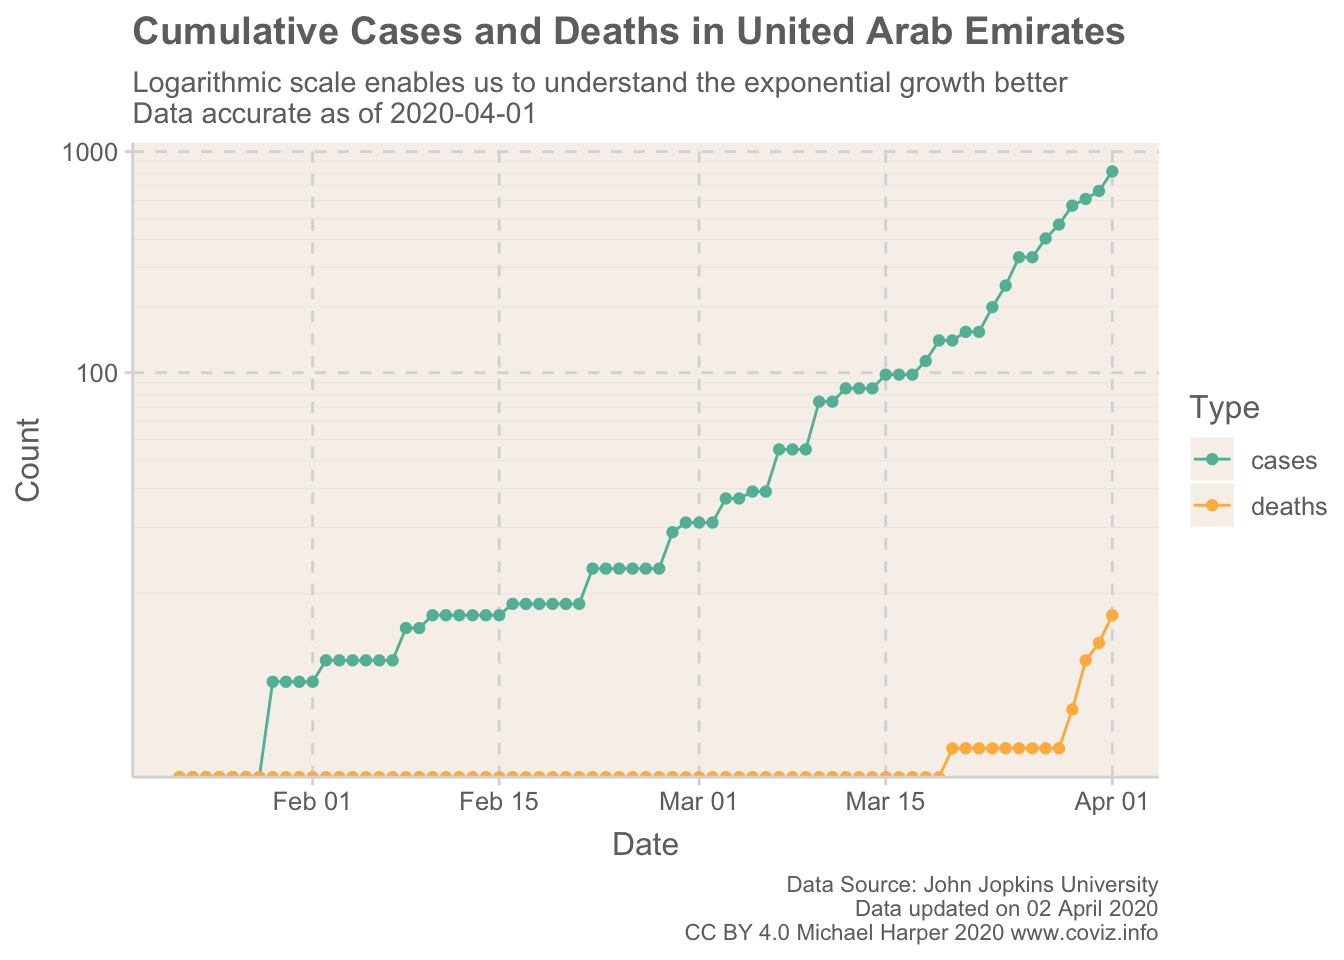 Cumulative Cases and Deaths in United Arab Emirates
Logarithmic scale enables us to understand the exponential growth better
Data accurate as of 2020-04-01
1000
100
Count
Feb 01
Feb 15
Mar 01
Mar 15
Apr 01
Date
Type
cases
deaths
Data Source: John Jopkins University
Data updated on 02 April 2020
CC BY 4.0 Michael Harper 2020 www.coviz.info